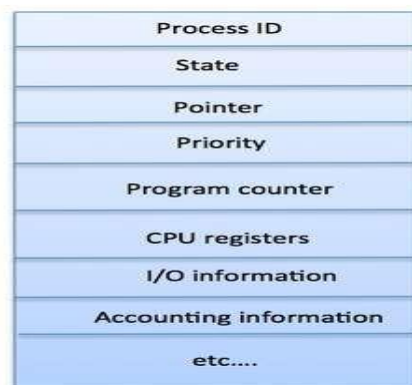 Process ID
State
Pointer
Priority
Program counter
CPU registers
I/O information
Accounting information
etc....